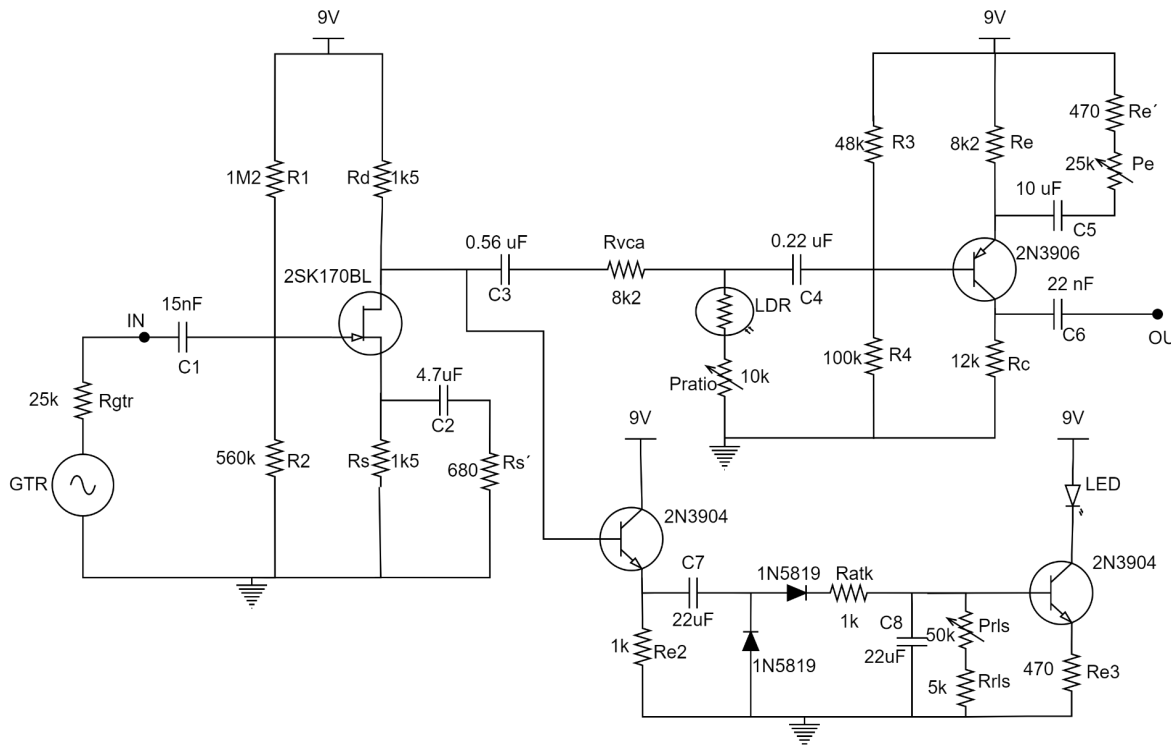 9V
9V
1M2
R1
Rd
1k5
48k
R3
8k2
Re
470
Re´
25k
Pe
10 uF
C5
2SK170BL
0.56 uF
C3
Rvca
8k2
0.22 uF
C4
2N3906
22 nF
C6
OU
15nF
IN
C1
LDR
Pratio
10k
100k
R4
12k
Rc
25k
Rgtr
4.7uF
C2
GTR
560k
R2
Rs
1k5
680
Rs´
9V
9V
LED
2N3904
2N3904
C7
22uF
1N5819
1N5819
Ratk
1k
C8
22uF
50k
Prls
5k
Rrls
1k
Re2
470
Re3